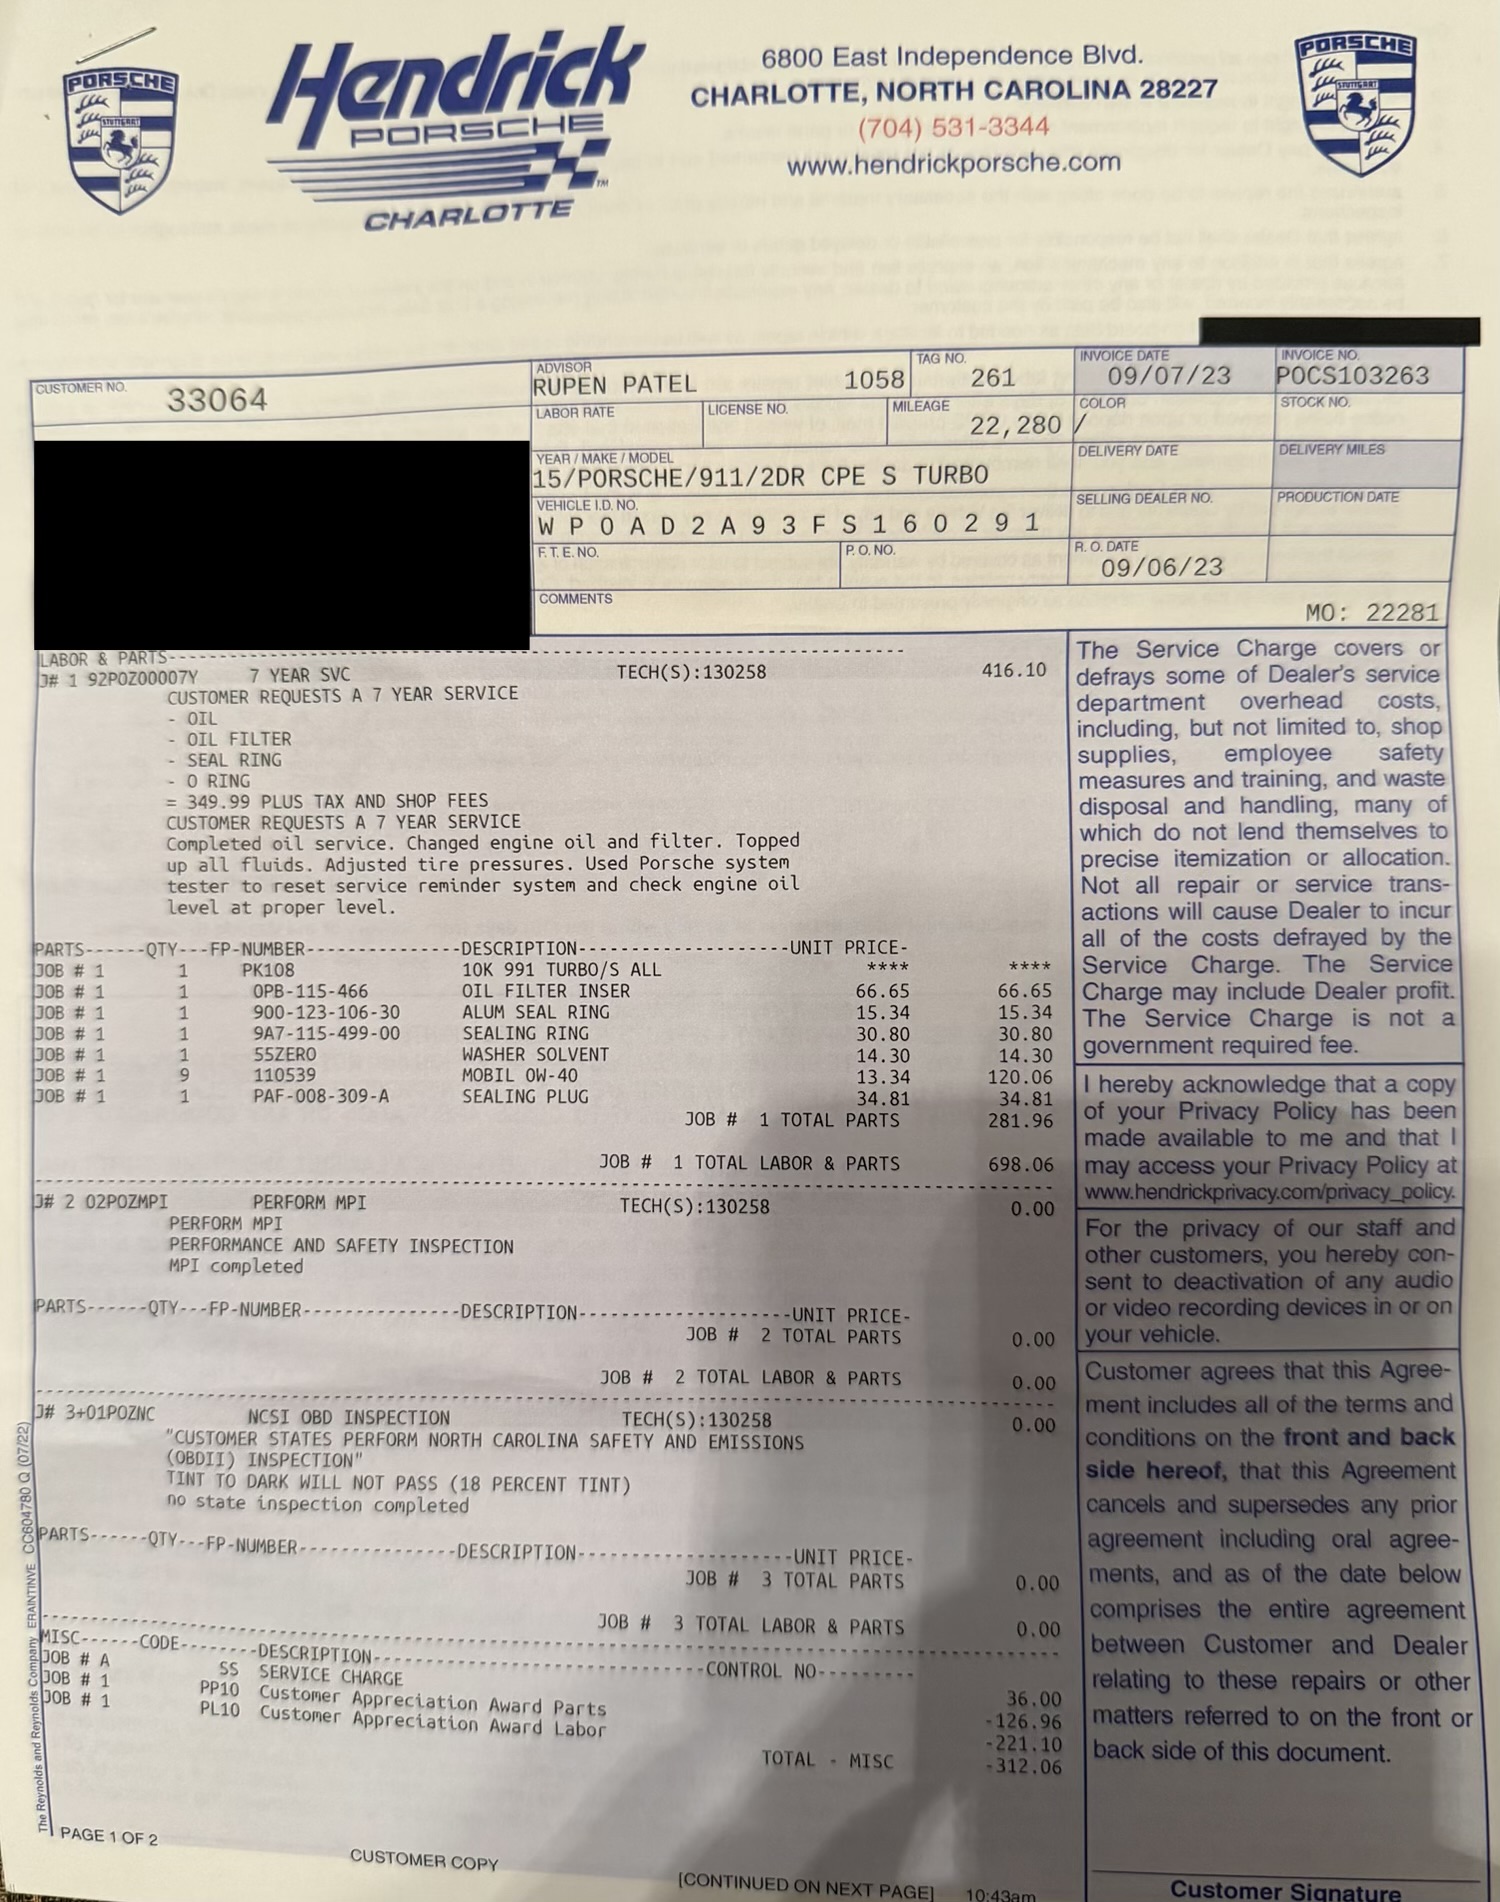 PORSCHE
STUTTGART
Hendrick
PORSCHE
TM
CHARLOTTE
6800 East Independence Blvd.
CHARLOTTE, NORTH CAROLINA 28227
(704) 531-3344
www.hendrickporsche.com
PORSCHE
STUTTGART
CUSTOMER NO. 33064
ADVISOR
RUPEN PATEL 1058
TAG NO.
261
INVOICE DATE
09/07/23
INVOICE NO.
POCS103263
LABOR RATE
LICENSE NO.
MILEAGE
22,280
COLOR
/
STOCK NO.
YEAR / MAKE / MODEL
15/PORSCHE/911/2DR CPE S TURBO
DELIVERY DATE
DELIVERY MILES
VEHICLE I.D. NO.
W P 0 A D 2 A 9 3 F S 1 6 0 2 9 1
SELLING DEALER NO.
PRODUCTION DATE
F. T. E. NO.
P. O. NO.
R. O. DATE
09/06/23
COMMENTS
MO: 22281
LABOR & PARTS--------------------
J# 1 92POZ00007Y 7 YEAR SVC TECH(S):130258 416.10
CUSTOMER REQUESTS A 7 YEAR SERVICE
- OIL
- OIL FILTER
- SEAL RING
- O RING
= 349.99 PLUS TAX AND SHOP FEES
CUSTOMER REQUESTS A 7 YEAR SERVICE
Completed oil service. Changed engine oil and filter. Topped
up all fluids. Adjusted tire pressures. Used Porsche system
tester to reset service reminder system and check engine oil
level at proper level.
PARTS------QTY---FP-NUMBER---------------DESCRIPTION--------------------UNIT PRICE-
JOB # 1 1 PK108 10K 991 TURBO/S ALL **** ****
JOB # 1 1 0PB-115-466 OIL FILTER INSER 66.65 66.65
JOB # 1 1 900-123-106-30 ALUM SEAL RING 15.34 15.34
JOB # 1 1 9A7-115-499-00 SEALING RING 30.80 30.80
JOB # 1 1 55ZERO WASHER SOLVENT 14.30 14.30
JOB # 1 9 110539 MOBIL 0W-40 13.34 120.06
JOB # 1 1 PAF-008-309-A SEALING PLUG 34.81 34.81
JOB # 1 TOTAL PARTS 281.96
JOB # 1 TOTAL LABOR & PARTS 698.06
J# 2 02POZMPI PERFORM MPI TECH(S):130258 0.00
PERFORM MPI
PERFORMANCE AND SAFETY INSPECTION
MPI completed
PARTS------QTY---FP-NUMBER---------------DESCRIPTION--------------------UNIT PRICE-
JOB # 2 TOTAL PARTS 0.00
JOB # 2 TOTAL LABOR & PARTS 0.00
J# 3+01POZNC NCSI OBD INSPECTION TECH(S):130258 0.00
"CUSTOMER STATES PERFORM NORTH CAROLINA SAFETY AND EMISSIONS
(OBDII) INSPECTION"
TINT TO DARK WILL NOT PASS (18 PERCENT TINT)
no state inspection completed
PARTS------QTY---FP-NUMBER---------------DESCRIPTION--------------------UNIT PRICE-
JOB # 3 TOTAL PARTS 0.00
JOB # 3 TOTAL LABOR & PARTS 0.00
MISC------CODE--------DESCRIPTION--------------------------------CONTROL NO---------
JOB # A SS SERVICE CHARGE 36.00
JOB # 1 PP10 Customer Appreciation Award Parts -126.96
JOB # 1 PL10 Customer Appreciation Award Labor -221.10
TOTAL - MISC -312.06
The Service Charge covers or
defrays some of Dealer's service
department overhead costs,
including, but not limited to, shop
supplies, employee safety
measures and training, and waste
disposal and handling, many of
which do not lend themselves to
precise itemization or allocation.
Not all repair or service trans-
actions will cause Dealer to incur
all of the costs defrayed by the
Service Charge. The Service
Charge may include Dealer profit.
The Service Charge is not a
government required fee.
I hereby acknowledge that a copy
of your Privacy Policy has been
made available to me and that I
may access your Privacy Policy at
www.hendrickprivacy.com/privacy_policy.
For the privacy of our staff and
other customers, you hereby con-
sent to deactivation of any audio
or video recording devices in or on
your vehicle.
Customer agrees that this Agree-
ment includes all of the terms and
conditions on the front and back
side hereof, that this Agreement
cancels and supersedes any prior
agreement including oral agree-
ments, and as of the date below
comprises the entire agreement
between Customer and Dealer
relating to these repairs or other
matters referred to on the front or
back side of this document.
Customer Signature
The Reynolds and Reynolds Company ERAINTINVE CC604780 Q (07/22)
PAGE 1 OF 2
CUSTOMER COPY
[CONTINUED ON NEXT PAGE] 10:43am